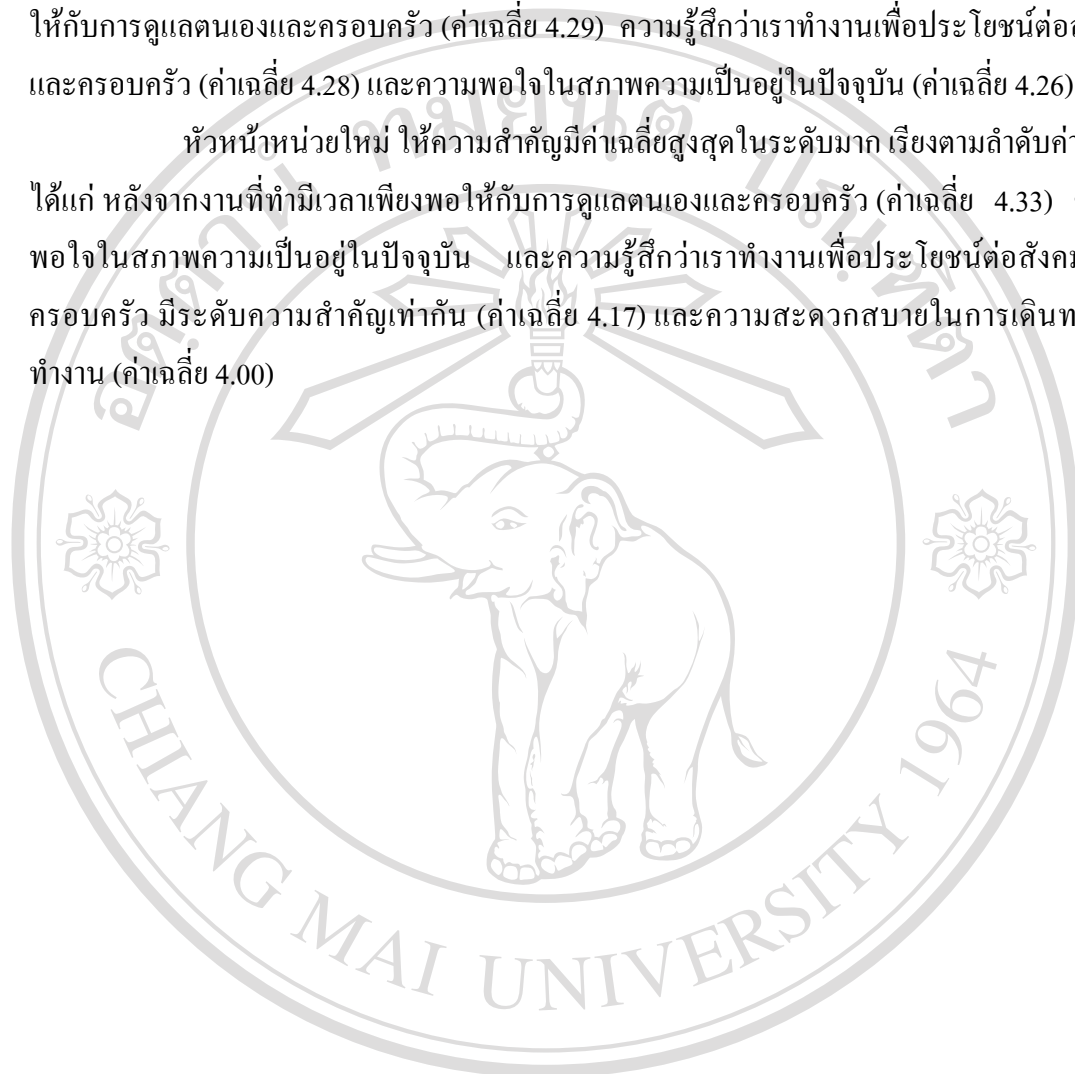 ให้กับการดูแลตนเองและครอบครัว (ค่าเฉลี่ย 4.29) ความรู้สึกว่าเราทำงานเพื่อประโยชน์ต่อ
และครอบครัว (ค่าเฉลี่ย 4.28) และความพอใจในสภาพความเป็นอยู่ในปัจจุบัน (ค่าเฉลี่ย 4.26)
หัวหน้าหน่วยใหม่ ให้ความสำคัญมีค่าเฉลี่ยสูงสุดในระดับมาก เรียงตามลำดับค่า
ได้แก่ หลังจากงานที่ทำมีเวลาเพียงพอให้กับการดูแลตนเองและครอบครัว (ค่าเฉลี่ย 4.33)
พอใจในสภาพความเป็นอยู่ในปัจจุบัน และความรู้สึกว่าเราทำงานเพื่อประโยชน์ต่อสังคม
ครอบครัว มีระดับความสำคัญเท่ากัน (ค่าเฉลี่ย 4.17) และความสะดวกสบายในการเดินท
ทำงาน (ค่าเฉลี่ย 4.00)
อตฺตานํ ทมยนฺติ ปณฺฑิตา
CHIANG MAI UNIVERSITY 1964